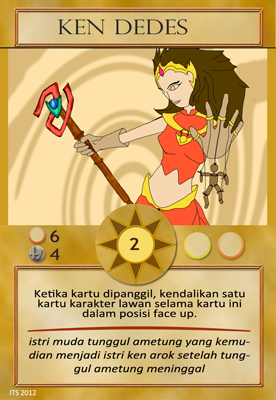 KEN DEDES
6
4
2
Ketika kartu dipanggil, kendalikan satu
kartu karakter lawan selama kartu ini
dalam posisi face up.
istri muda tunggul ametung yang kemu-
dian menjadi istri ken arok setelah tung-
gul ametung meninggal
ITS 2012